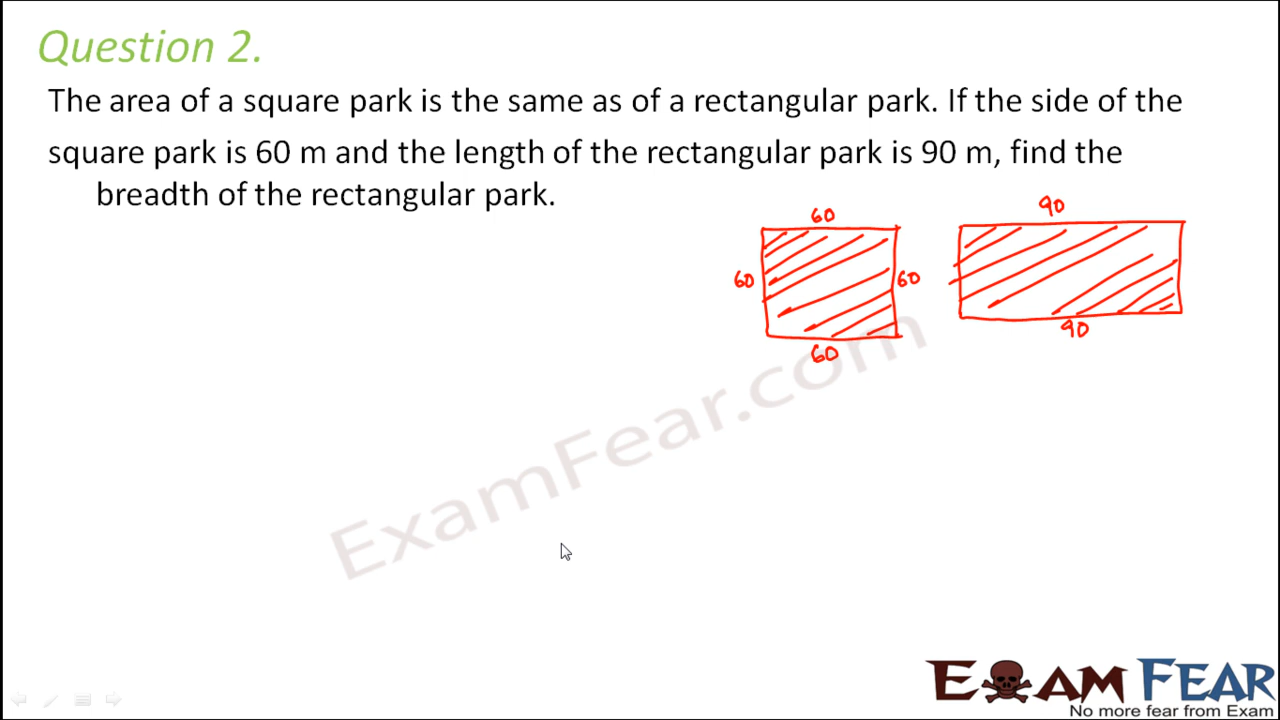 Question 2.
The area of a square park is the same as of a rectangular park. If the side of the
square park is 60 m and the length of the rectangular park is 90 m, find the
breadth of the rectangular park.
60
90
60
60
60
90
ExamFear.com
EXAM FEAR
No more fear from Exam